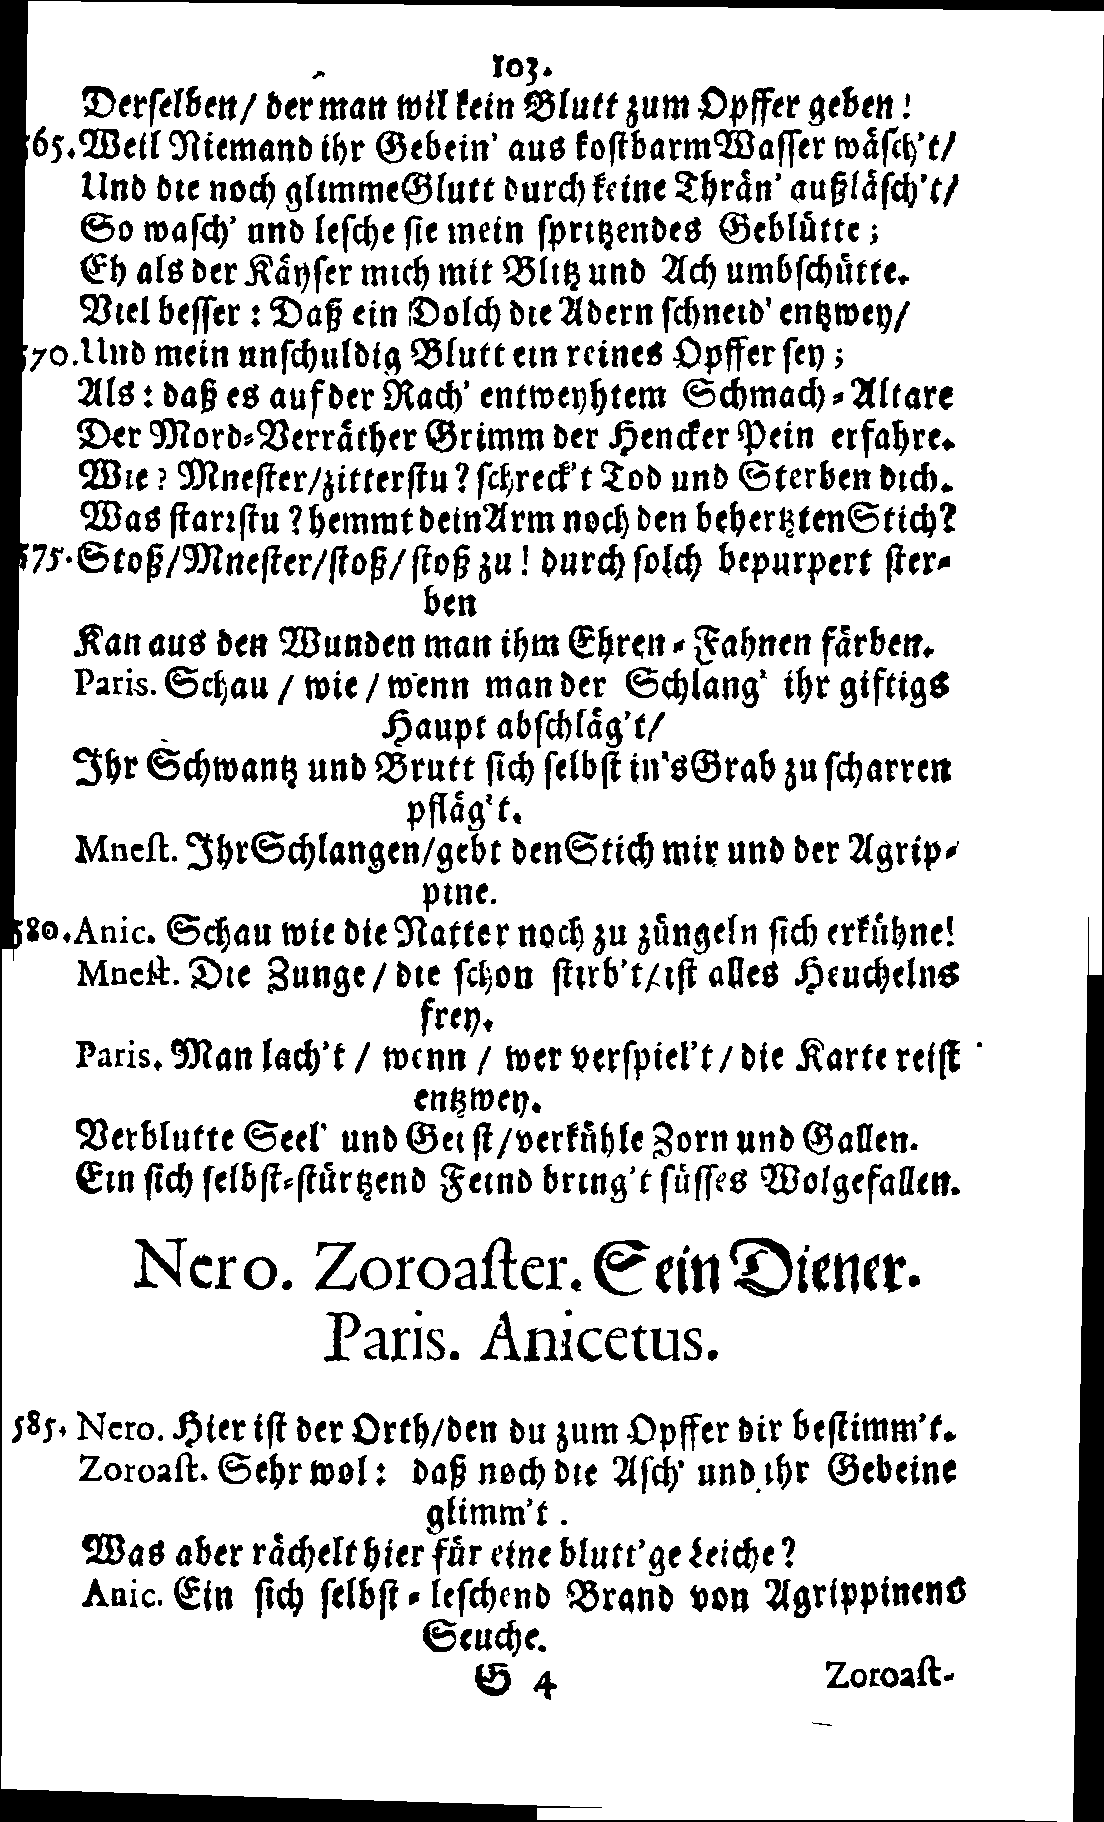 103.
Derselben/ der man wil kein Blutt zum Opffer geben!
565. Weil Niemand ihr Gebein' aus kostbarm Wasser wäsch't/
Und die noch glimme Glutt durch keine Thrän' außläsch't/
So wasch' und lesche sie mein spritzendes Geblütte;
Eh als der Käyser mich mit Blitz und Ach umbschütte.
Viel besser: Daß ein Dolch die Adern schneid' entzwey/
570. Und mein unschuldig Blutt ein reines Opffer sey;
Als: daß es auf der Rach' entweyhtem Schmach-Altare
Der Mord-Verräther Grimm der Hencker Pein erfahre.
Wie? Mnester/zitterstu? schreck't Tod und Sterben dich.
Was starrstu? hemmt dein Arm noch den behertzten Stich?
575. Stoß/Mnester/stoß/stoß zu! durch solch bepurpert ster-
ben
Kan aus den Wunden man ihm Ehren-Fahnen färben.
Paris. Schau/ wie/ wenn man der Schlang' ihr giftigs
Haupt abschläg't/
Ihr Schwantz und Brutt sich selbst in's Grab zu scharren
pfläg't.
Mnest. Ihr Schlangen/gebt den Stich mir und der Agrip-
pine.
580. Anic. Schau wie die Natter noch zu züngeln sich erkühne!
Mnest. Die Zunge/ die schon stirb't/ist alles Heuchelns
frey.
Paris. Man lach't/ wenn/ wer verspiel't/ die Karte reist
entzwey.
Verblutte Seel' und Geist/verkühle Zorn und Gallen.
Ein sich selbst-stürtzend Feind bring't süsses Wolgefallen.
Nero. Zoroaster. Sein Diener.
Paris. Anicetus.
585. Nero. Hier ist der Orth/den du zum Opffer dir bestimm't.
Zoroast. Sehr wol: daß noch die Asch' und ihr Gebeine
glimm't.
Was aber rächelt hier für eine blutt'ge Leiche?
Anic. Ein sich selbst-leschend Brand von Agrippinens
Seuche.
G 4 Zoroast-